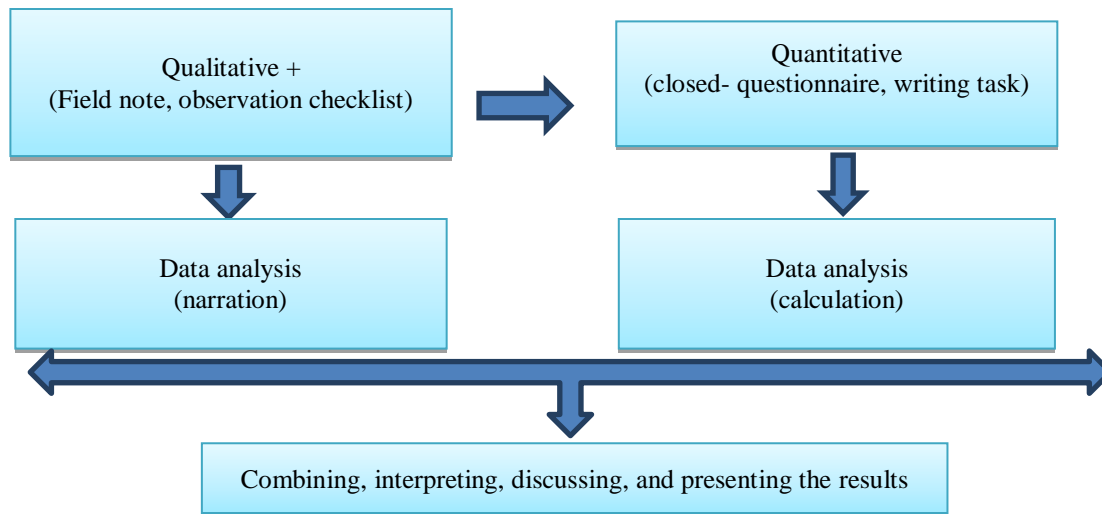 Qualitative +
(Field note, observation checklist)
Quantitative
(closed- questionnaire, writing task)
Data analysis
(narration)
Data analysis
(calculation)
Combining, interpreting, discussing, and presenting the results